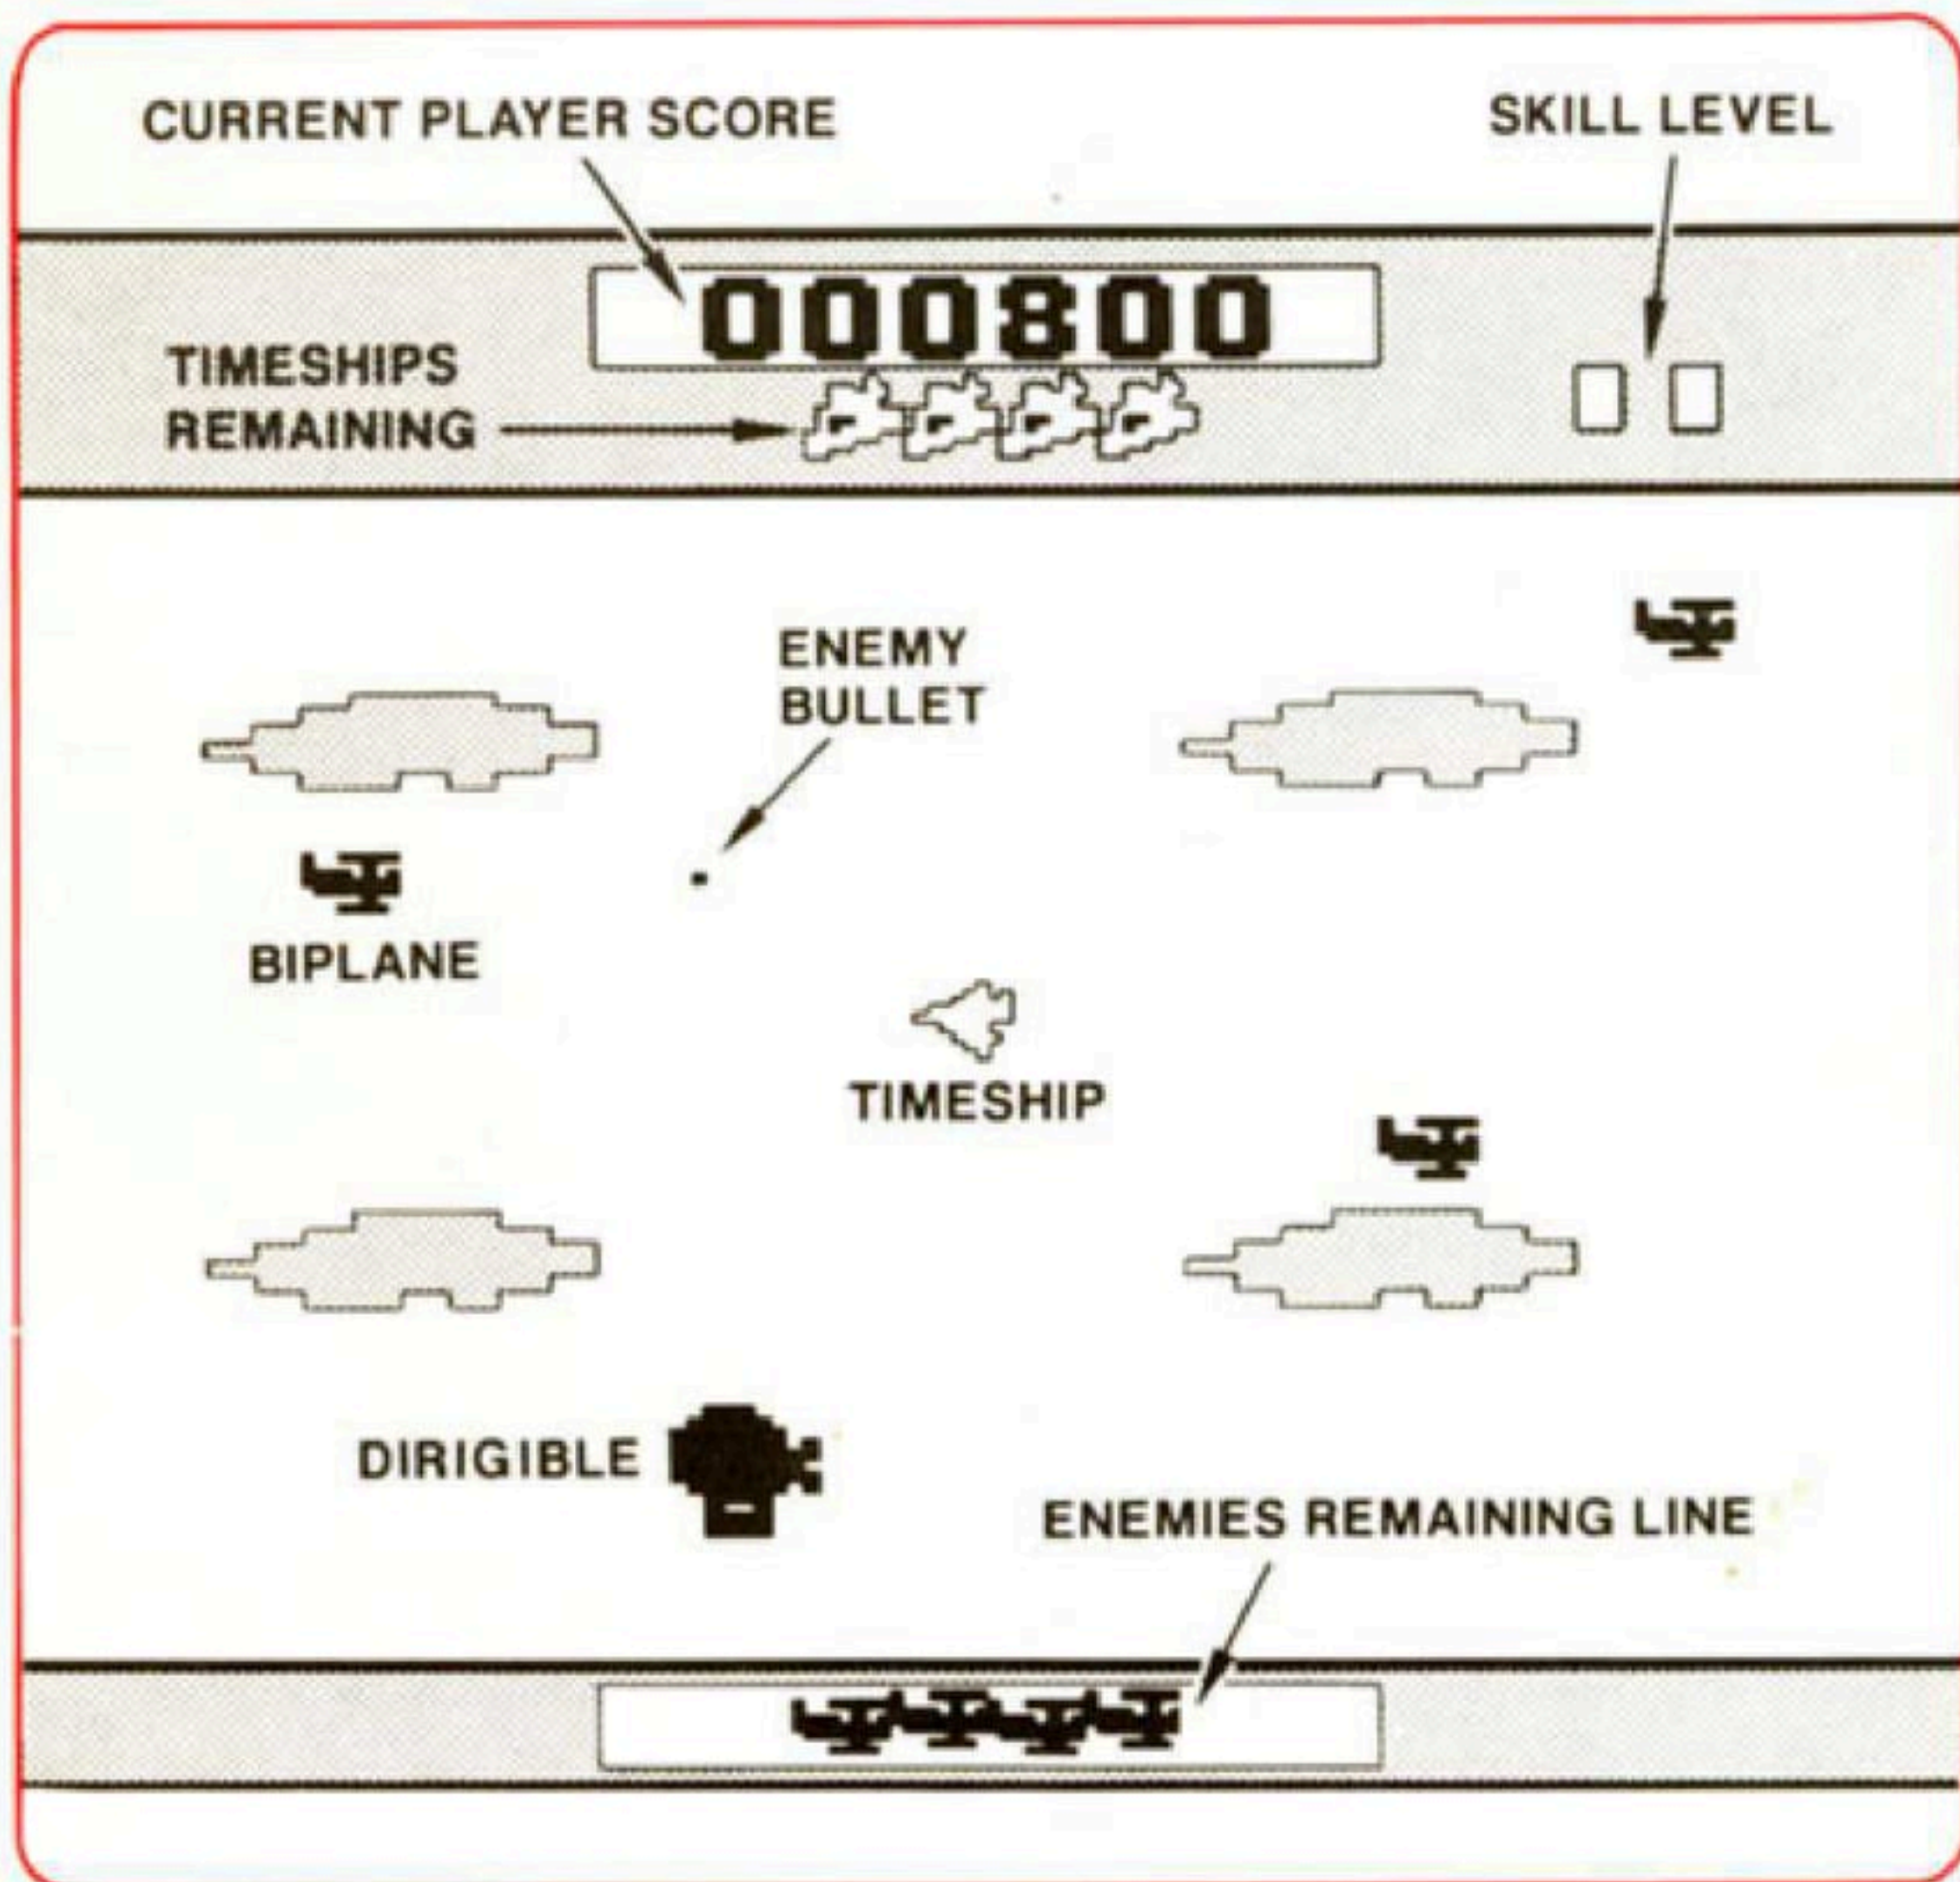 CURRENT PLAYER SCORE
SKILL LEVEL
000800
TIMESHIPS
REMAINING
ENEMY
BULLET
BIPLANE
TIMESHIP
DIRIGIBLE
ENEMIES REMAINING LINE